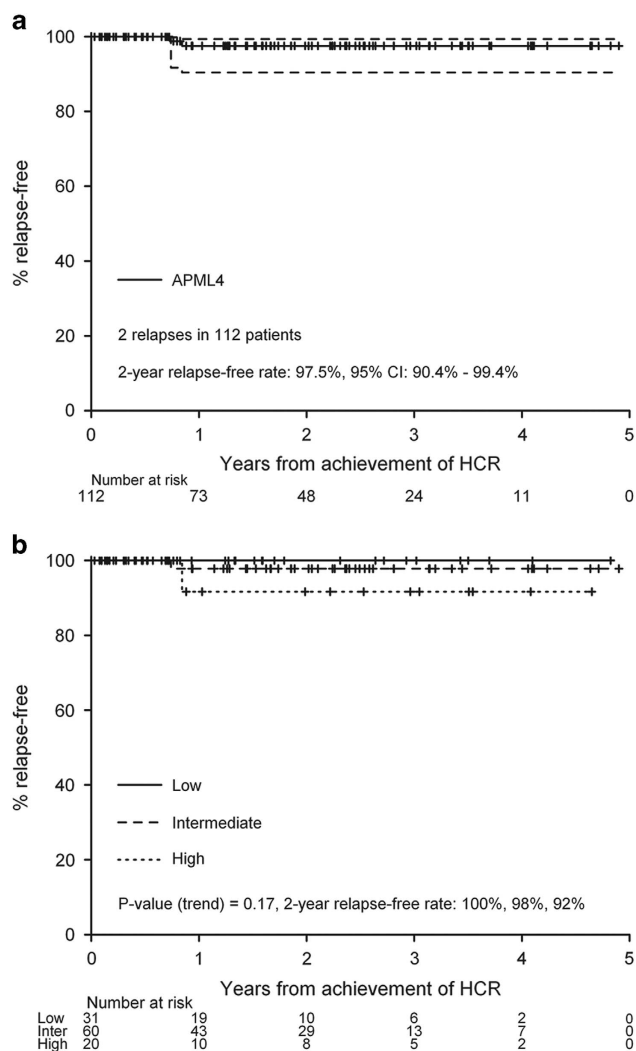 a
100
80
60
40
20
0
% relapse-free
APML4
2 relapses in 112 patients
2-year relapse-free rate: 97.5%, 95% CI: 90.4% - 99.4%
0 1 2 3 4 5
Years from achievement of HCR
Number at risk
112 73 48 24 11 0
b
100
80
60
40
20
0
% relapse-free
Low
Intermediate
High
P-value (trend) = 0.17, 2-year relapse-free rate: 100%, 98%, 92%
0 1 2 3 4 5
Years from achievement of HCR
Number at risk
Low 31 19 10 6 2 0
Inter 60 43 29 13 7 0
High 20 10 8 5 2 0